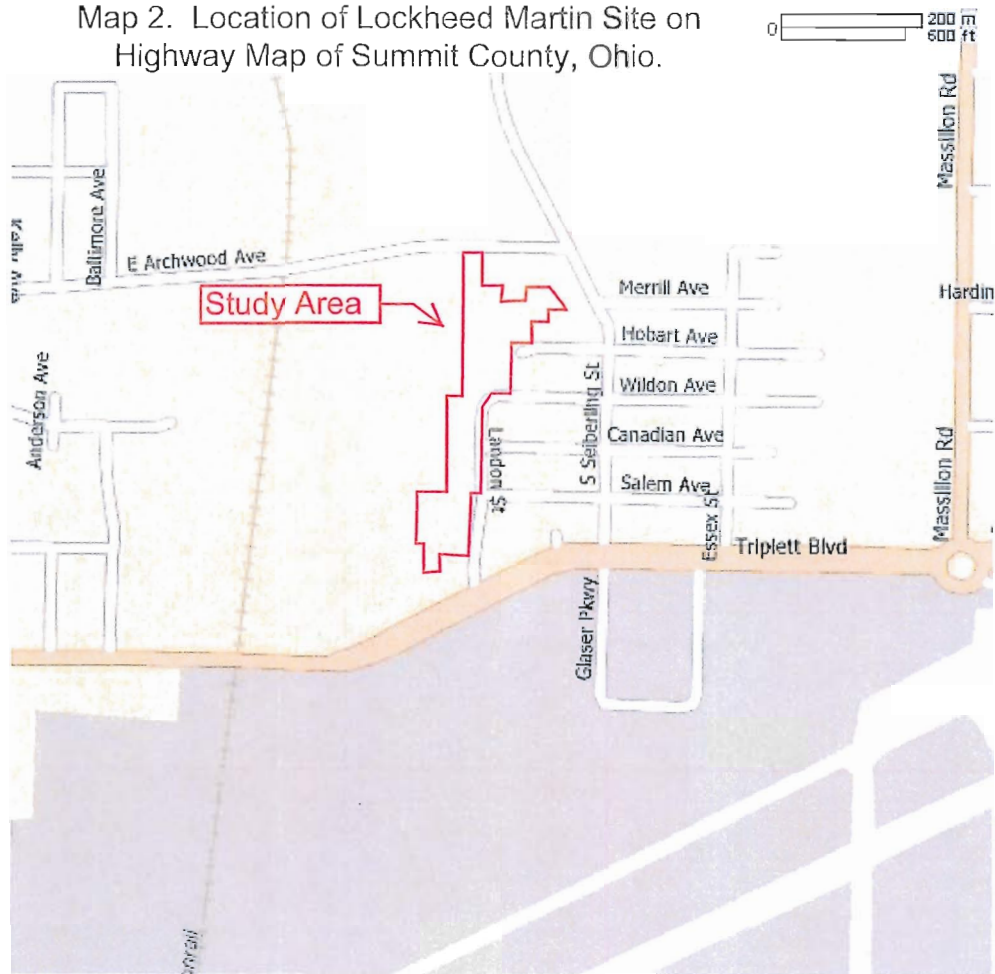 Map 2. Location of Lockheed Martin Site on
Highway Map of Summit County, Ohio.
0
200 m
600 ft
Massillon Rd
Baltimore Ave
E Archwood Ave
Study Area
Merrill Ave
Hardin
Hobart Ave
Anderson Ave
Wildon Ave
S Seiberling St
Landon St
Canadian Ave
Salem Ave
Massillon Rd
Essex St
Triplett Blvd
Glaser Pkwy